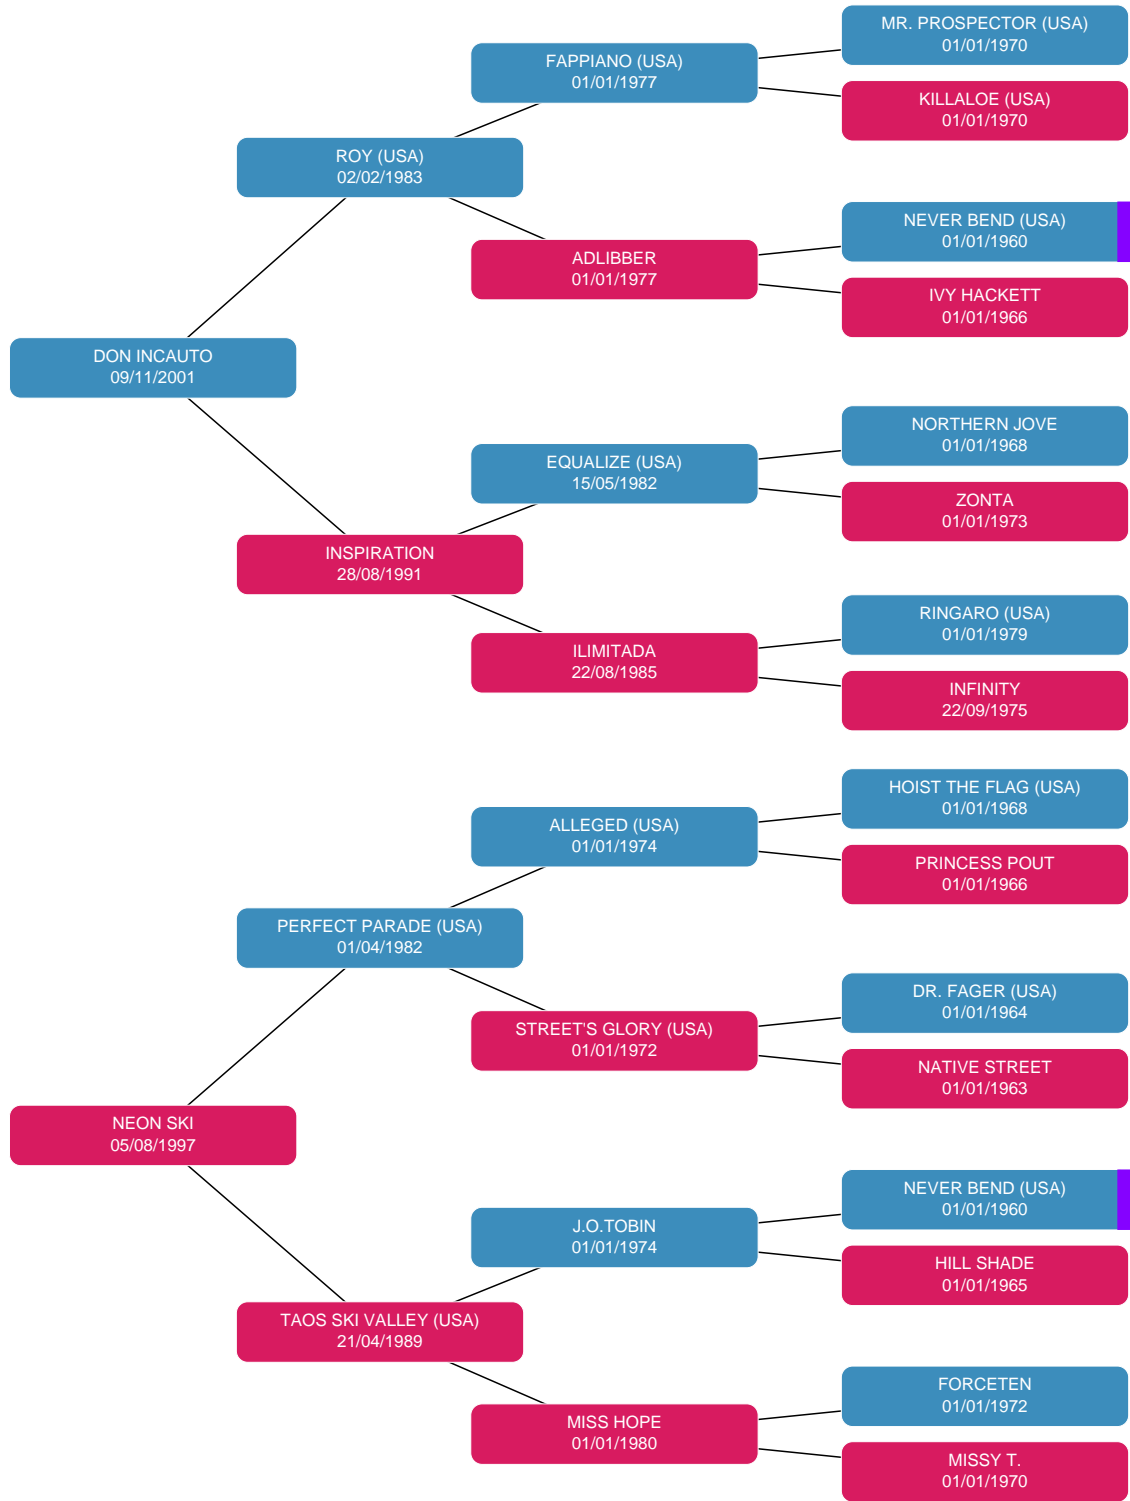 MR. PROSPECTOR (USA)
01/01/1970
FAPPIANO (USA)
01/01/1977
KILLALOE (USA)
01/01/1970
ROY (USA)
02/02/1983
NEVER BEND (USA)
01/01/1960
ADLIBBER
01/01/1977
IVY HACKETT
01/01/1966
DON INCAUTO
09/11/2001
NORTHERN JOVE
01/01/1968
EQUALIZE (USA)
15/05/1982
ZONTA
01/01/1973
INSPIRATION
28/08/1991
RINGARO (USA)
01/01/1979
ILIMITADA
22/08/1985
INFINITY
22/09/1975
HOIST THE FLAG (USA)
01/01/1968
ALLEGED (USA)
01/01/1974
PRINCESS POUT
01/01/1966
PERFECT PARADE (USA)
01/04/1982
DR. FAGER (USA)
01/01/1964
STREET'S GLORY (USA)
01/01/1972
NATIVE STREET
01/01/1963
NEON SKI
05/08/1997
NEVER BEND (USA)
01/01/1960
J.O.TOBIN
01/01/1974
HILL SHADE
01/01/1965
TAOS SKI VALLEY (USA)
21/04/1989
FORCETEN
01/01/1972
MISS HOPE
01/01/1980
MISSY T.
01/01/1970